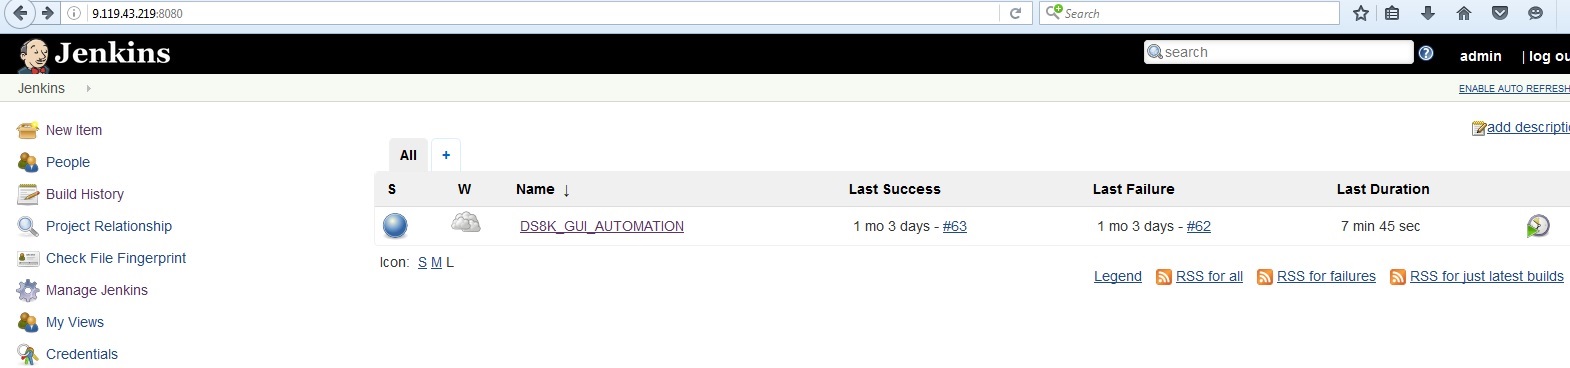 9.119.43.219:8080
Search
Jenkins
search
admin | log ou
Jenkins
ENABLE AUTO REFRESH
New Item
add descripti
People
All +
Build History
S W Name ↓ Last Success Last Failure Last Duration
Project Relationship
DS8K_GUI_AUTOMATION 1 mo 3 days - #63 1 mo 3 days - #62 7 min 45 sec
Check File Fingerprint
Icon: S M L
Legend RSS for all RSS for failures RSS for just latest builds
Manage Jenkins
My Views
Credentials